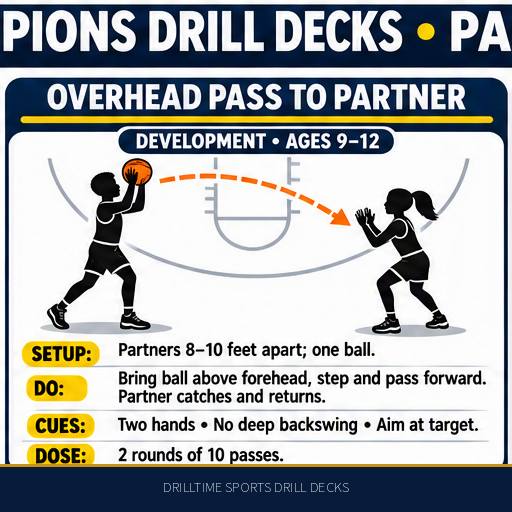 PIONS DRILL DECKS • PA
OVERHEAD PASS TO PARTNER
DEVELOPMENT • AGES 9–12
SETUP: Partners 8–10 feet apart; one ball.
DO: Bring ball above forehead, step and pass forward.
Partner catches and returns.
CUES: Two hands • No deep backswing • Aim at target.
DOSE: 2 rounds of 10 passes.
DRILLTIME SPORTS DRILL DECKS